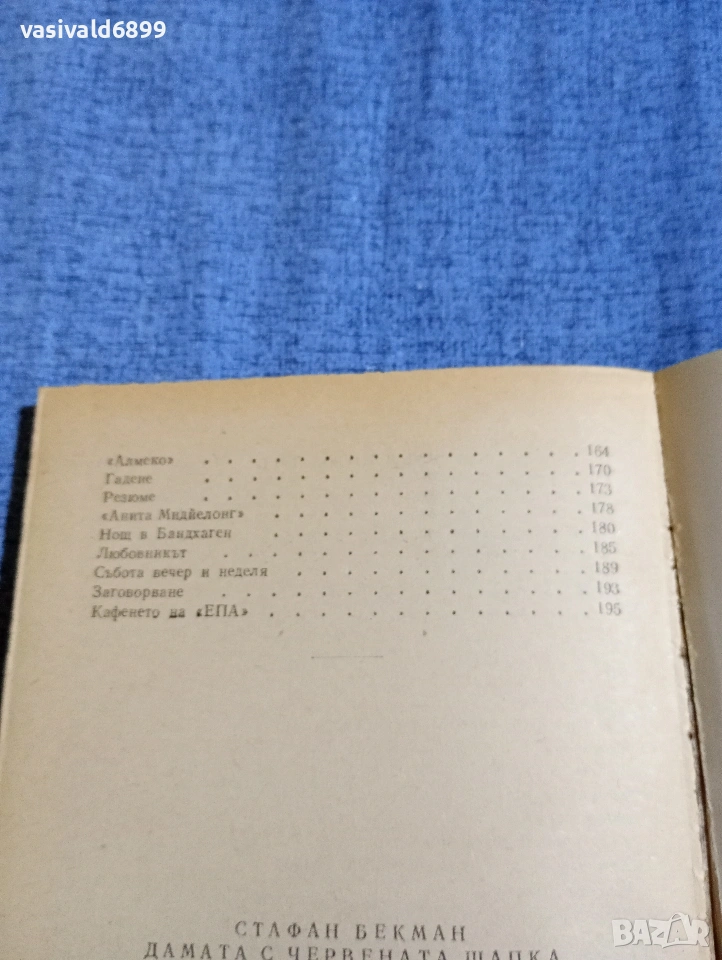 vasivald6899
«Алмеко» . . . . . . . . . . . . . . . . 164
Гадене . . . . . . . . . . . . . . . . 170
Резюме . . . . . . . . . . . . . . . . 173
«Анита Мидйелонг» . . . . . . . . . . . . . 178
Нощ в Бандхаген . . . . . . . . . . . . . 180
Любовникът . . . . . . . . . . . . . . . 185
Събота вечер и неделя . . . . . . . . . . . . 189
Заговорване . . . . . . . . . . . . . . . 193
Кафенето на «ЕПА» . . . . . . . . . . . . . 195
СТАФАН БЕКМАН
ДАМАТА С ЧЕРВЕНАТА ШАПКА
BAZAR